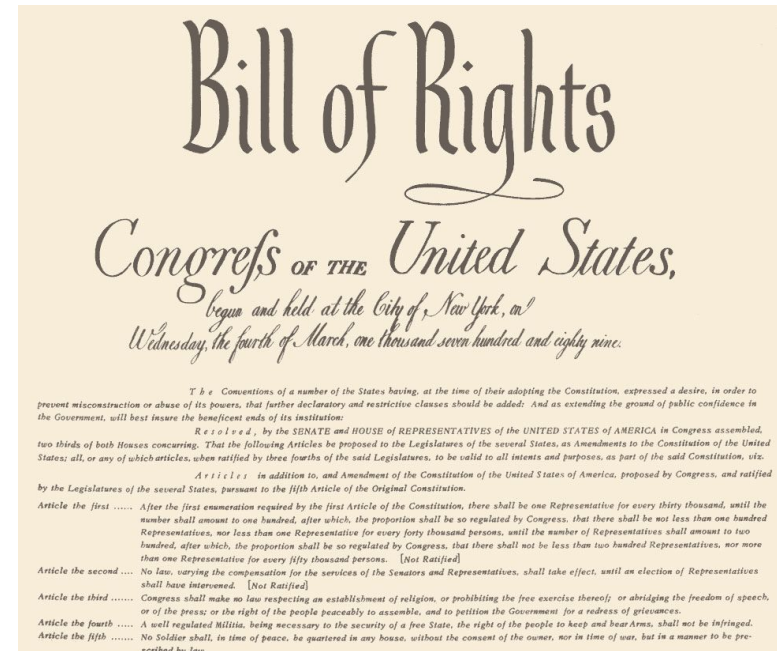 Bill of Rights
Congreſs OF THE United States,
begun and held at the City of New York, on
Wednesday, the fourth of March, one thousand seven hundred and eighty nine.
The Conventions of a number of the States having, at the time of their adopting the Constitution, expressed a desire, in order to
prevent misconstruction or abuse of its powers, that further declaratory and restrictive clauses should be added: And as extending the ground of public confidence in
the Government, will best insure the beneficent ends of its institution:
Resolved, by the SENATE and HOUSE of REPRESENTATIVES of the UNITED STATES of AMERICA in Congress assembled,
two thirds of both Houses concurring. That the following Articles be proposed to the Legislatures of the several States, as Amendments to the Constitution of the United
States; all, or any of which articles, when ratified by three fourths of the said Legislatures, to be valid to all intents and purposes, as part of the said Constitution, viz.
Articles in addition to, and Amendment of the Constitution of the United States of America, proposed by Congress, and ratified
by the Legislatures of the several States, pursuant to the fifth Article of the Original Constitution.
Article the first ...... After the first enumeration required by the first Article of the Constitution, there shall be one Representative for every thirty thousand, until the
number shall amount to one hundred, after which, the proportion shall be so regulated by Congress, that there shall be not less than one hundred
Representatives, nor less than one Representative for every forty thousand persons, until the number of Representatives shall amount to two
hundred, after which, the proportion shall be so regulated by Congress, that there shall not be less than two hundred Representatives, nor more
than one Representative for every fifty thousand persons. [Not Ratified]
Article the second .... No law, varying the compensation for the services of the Senators and Representatives, shall take effect, until an election of Representatives
shall have intervened. [Not Ratified]
Article the third ....... Congress shall make no law respecting an establishment of religion, or prohibiting the free exercise thereof; or abridging the freedom of speech,
or of the press; or the right of the people peaceably to assemble, and to petition the Government for a redress of grievances.
Article the fourth ..... A well regulated Militia, being necessary to the security of a free State, the right of the people to keep and bear Arms, shall not be infringed.
Article the fifth ....... No Soldier shall, in time of peace, be quartered in any house, without the consent of the owner, nor in time of war, but in a manner to be pre-
scribed by law.